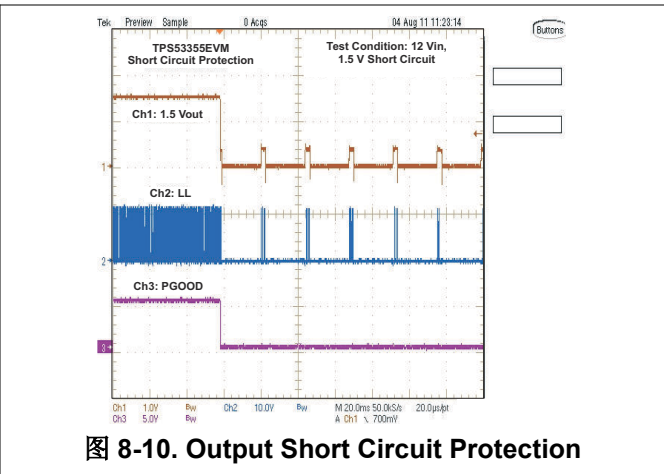 Tek Preview Sample 0 Acqs 04 Aug 11 11:23:14
Buttons
TPS53355EVM
Short Circuit Protection
Test Condition: 12 Vin,
1.5 V Short Circuit
Ch1: 1.5 Vout
1
Ch2: LL
2
Ch3: PGOOD
3
Ch1 1.0V Bw Ch2 10.0V Bw M 20.0ms 50.0kS/s 20.0µs/pt
Ch3 5.0V Bw A Ch1 \ 700mV
图 8-10. Output Short Circuit Protection